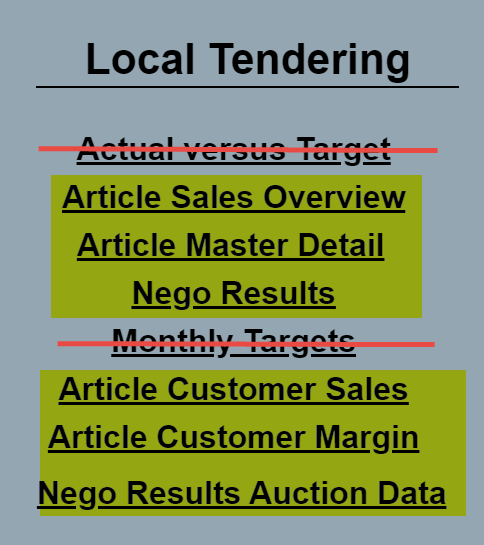 Local Tendering
Actual versus Target
Article Sales Overview
Article Master Detail
Nego Results
Monthly Targets
Article Customer Sales
Article Customer Margin
Nego Results Auction Data